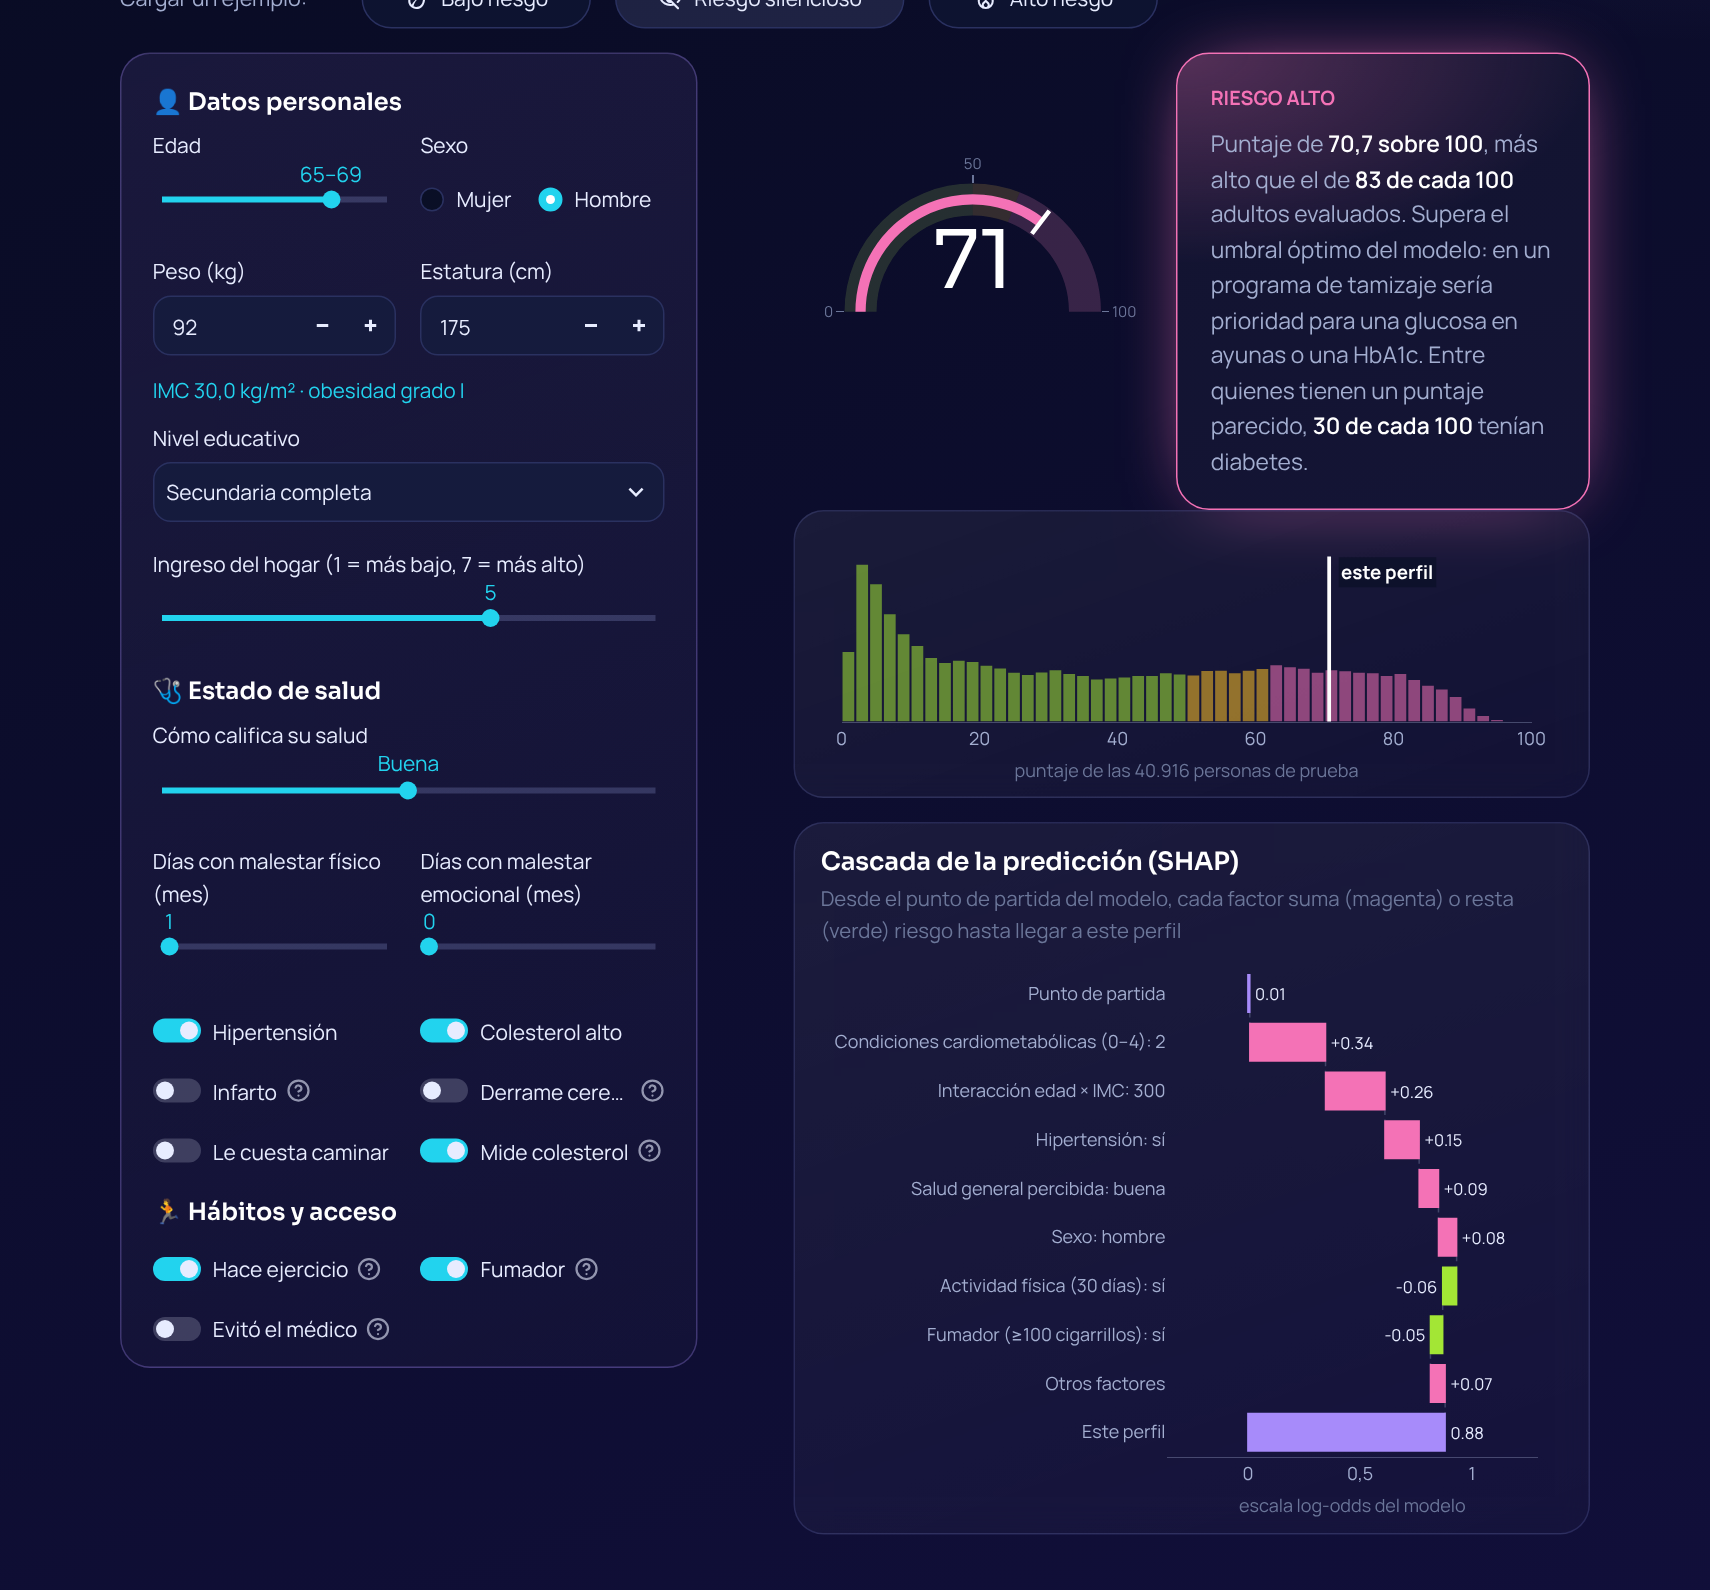 Cargar un ejemplo:
Bajo riesgo
Riesgo silencioso
Alto riesgo
👤 Datos personales
Edad
Sexo
65–69
Mujer
Hombre
Peso (kg)
Estatura (cm)
92
− +
175
− +
IMC 30,0 kg/m² · obesidad grado I
Nivel educativo
Secundaria completa
Ingreso del hogar (1 = más bajo, 7 = más alto)
5
🩺 Estado de salud
Cómo califica su salud
Buena
Días con malestar físico
(mes)
1
Días con malestar
emocional (mes)
0
Hipertensión
Colesterol alto
Infarto ?
Derrame cere... ?
Le cuesta caminar
Mide colesterol ?
🏃 Hábitos y acceso
Hace ejercicio ?
Fumador ?
Evitó el médico ?
50
71
0
100
RIESGO ALTO
Puntaje de 70,7 sobre 100, más
alto que el de 83 de cada 100
adultos evaluados. Supera el
umbral óptimo del modelo: en un
programa de tamizaje sería
prioridad para una glucosa en
ayunas o una HbA1c. Entre
quienes tienen un puntaje
parecido, 30 de cada 100 tenían
diabetes.
este perfil
0 20 40 60 80 100
puntaje de las 40.916 personas de prueba
Cascada de la predicción (SHAP)
Desde el punto de partida del modelo, cada factor suma (magenta) o resta
(verde) riesgo hasta llegar a este perfil
Punto de partida 0.01
Condiciones cardiometabólicas (0–4): 2 +0.34
Interacción edad × IMC: 300 +0.26
Hipertensión: sí +0.15
Salud general percibida: buena +0.09
Sexo: hombre +0.08
Actividad física (30 días): sí -0.06
Fumador (≥100 cigarrillos): sí -0.05
Otros factores +0.07
Este perfil 0.88
0 0,5 1
escala log-odds del modelo